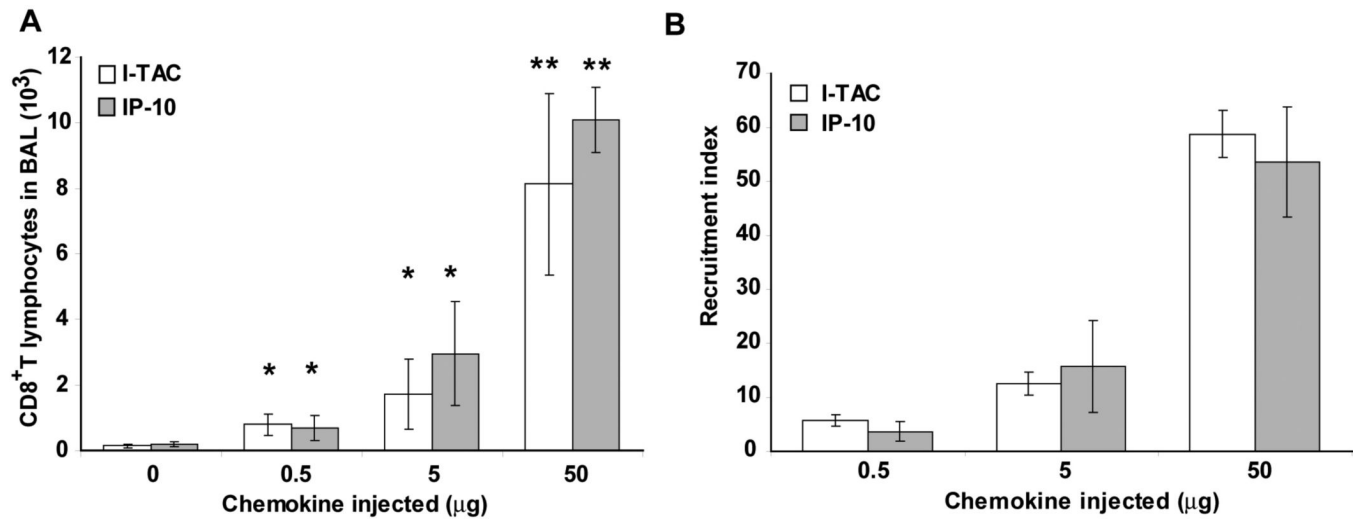 A
CD8⁺T lymphocytes in BAL (10³)
12
10
8
6
4
2
0
I-TAC
IP-10
* * * * ** **
0 0.5 5 50
Chemokine injected (μg)
B
Recruitment index
70
60
50
40
30
20
10
0
I-TAC
IP-10
0.5 5 50
Chemokine injected (μg)